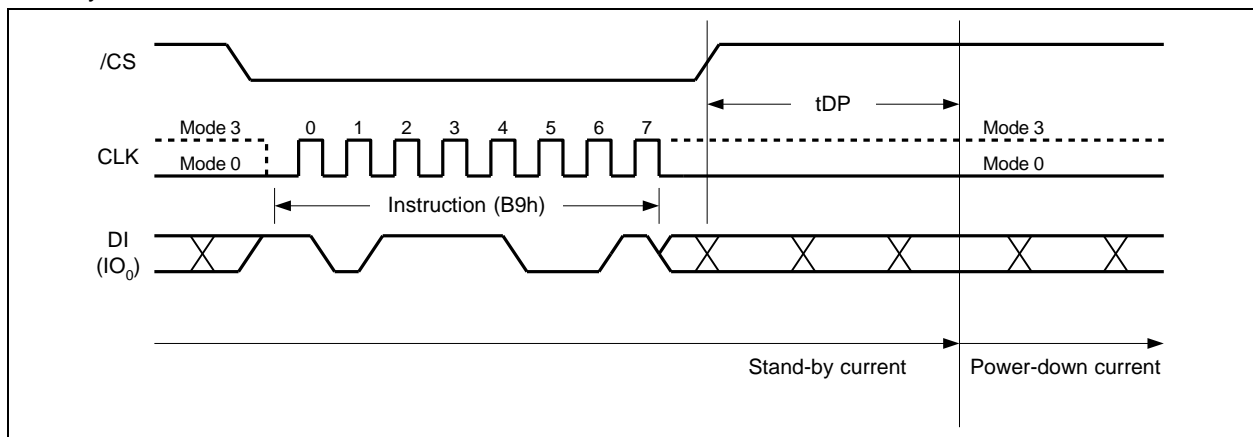 /CS
tDP
Mode 3 0 1 2 3 4 5 6 7 Mode 3
CLK
Mode 0 Mode 0
Instruction (B9h)
DI
(IO0)
Stand-by current Power-down current